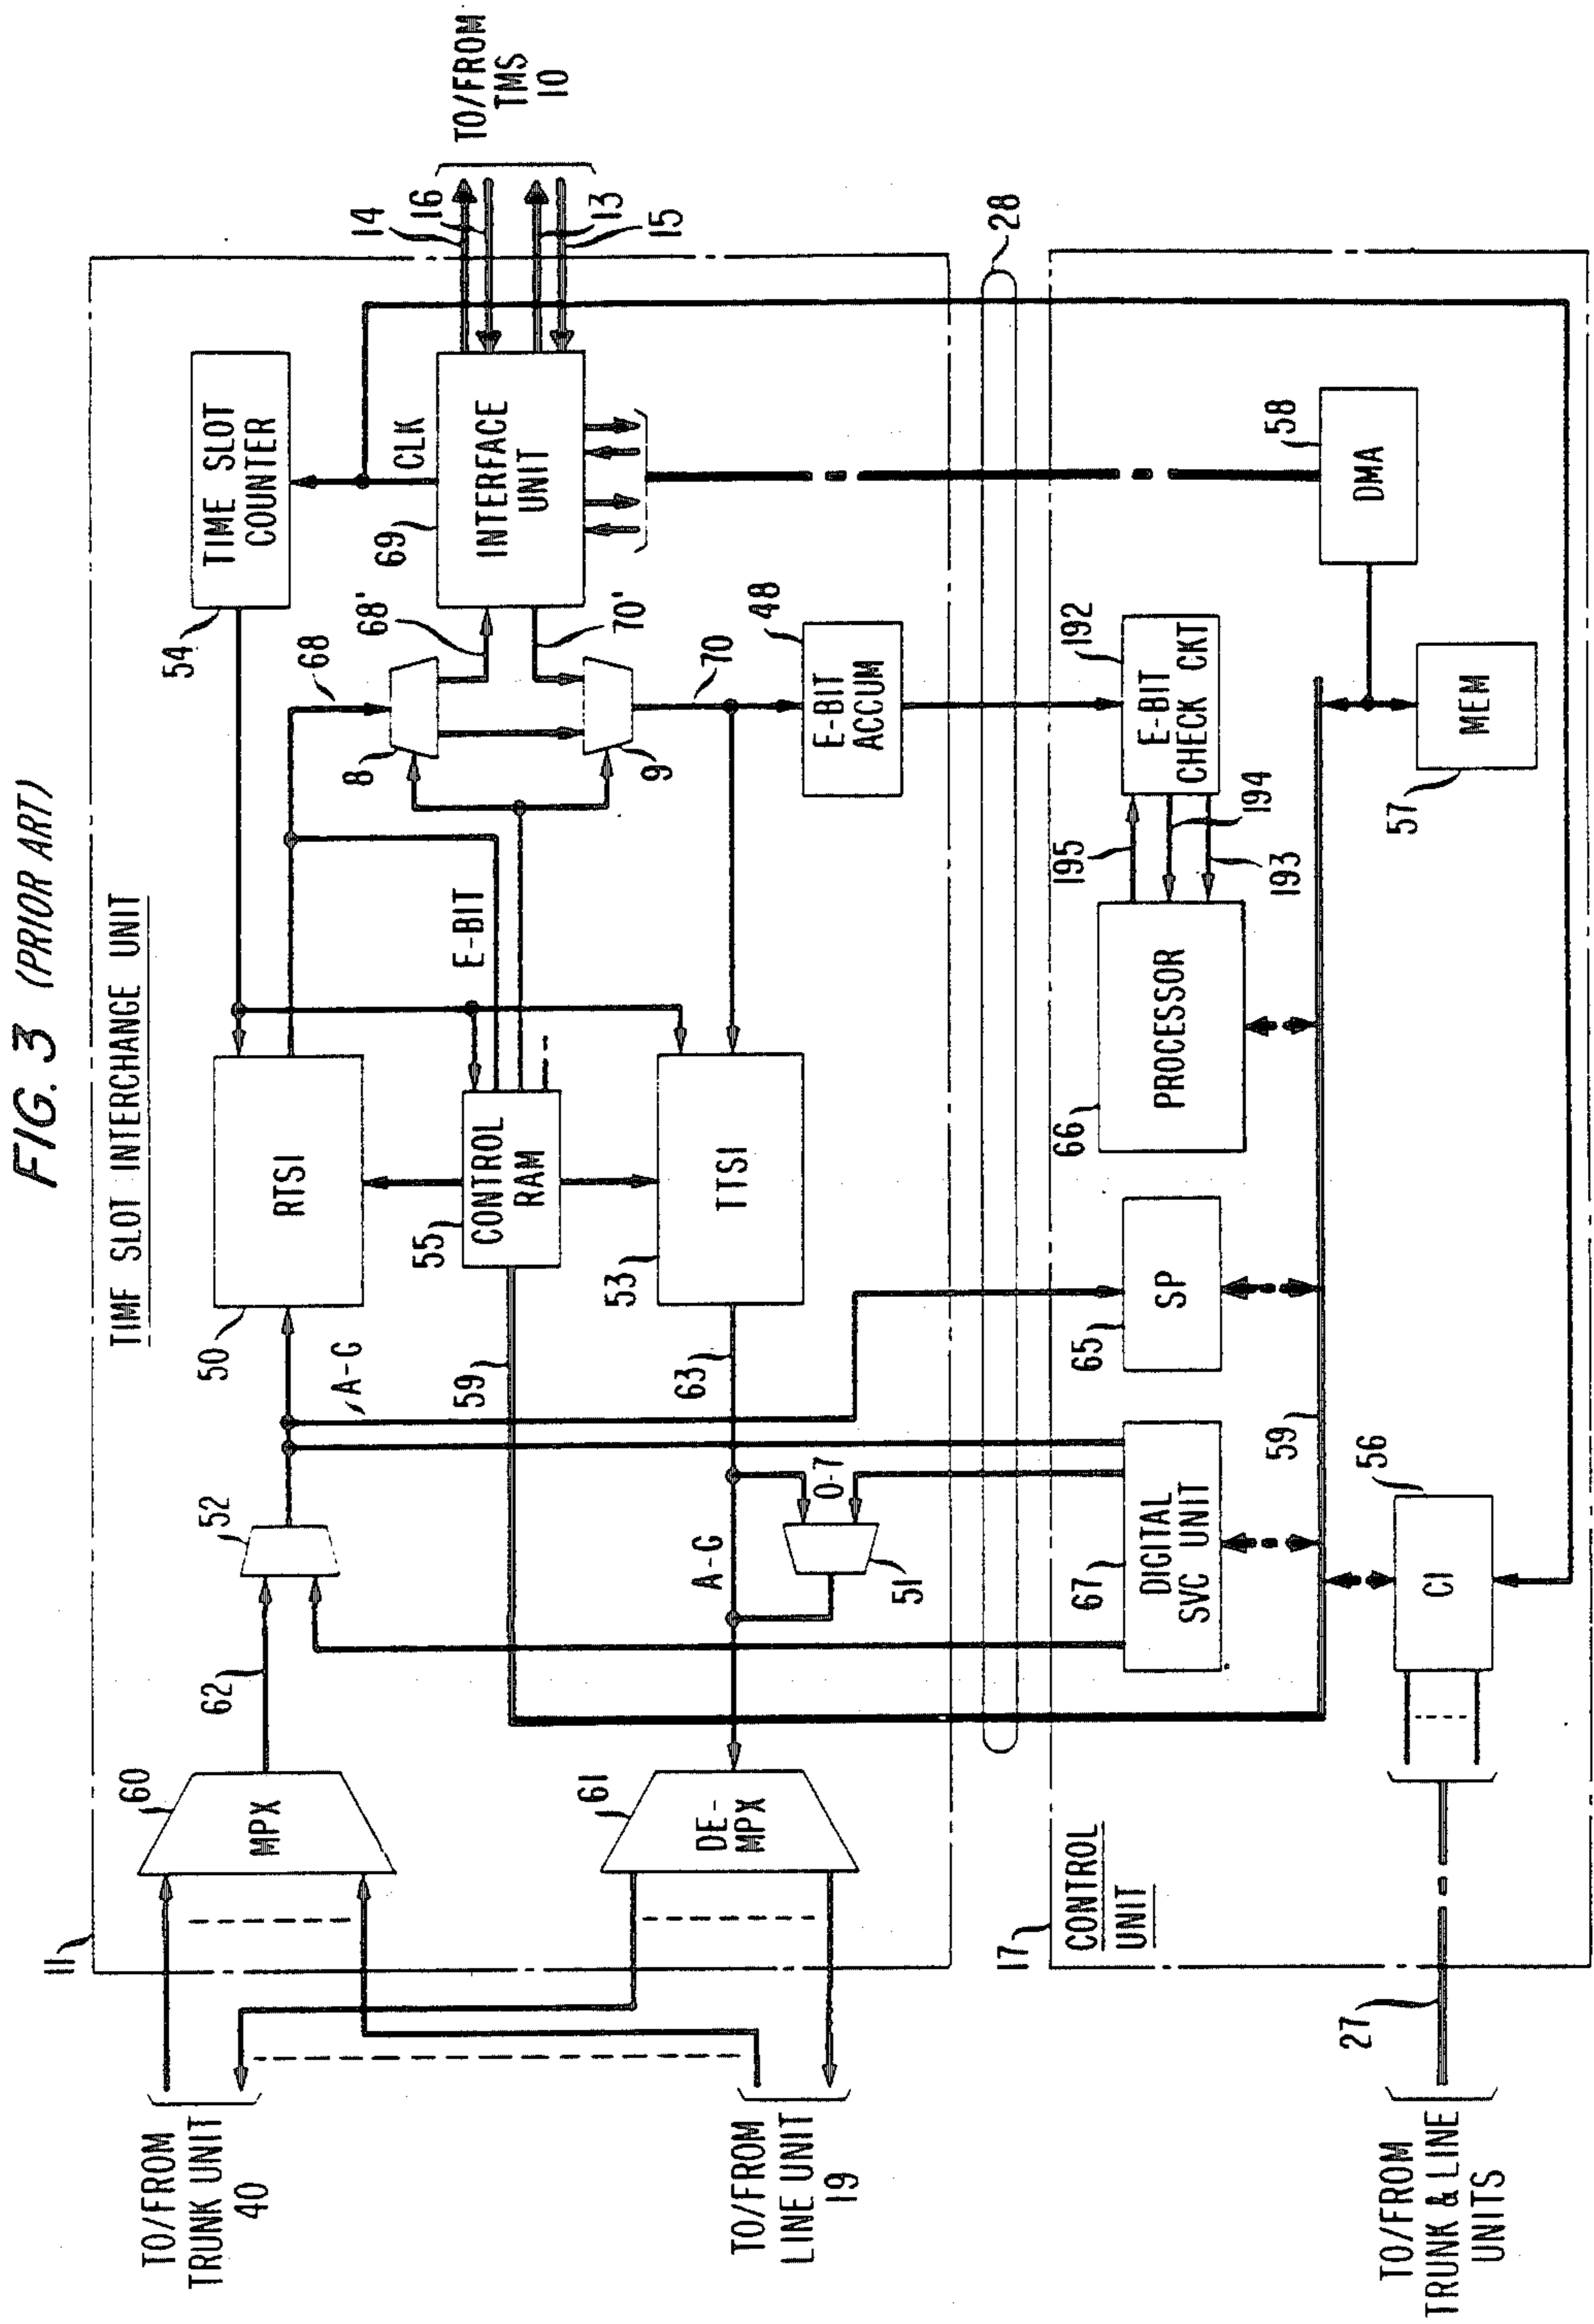 FIG. 3 (PRIOR ART)
TIMF SLOT INTERCHANGE UNIT
11
TO/FROM
TRUNK UNIT
40
TO/FROM
LINE UNIT
19
60
MPX
62
52
50
A-G
RTSI
54
TIME SLOT
COUNTER
68
8
68'
69
CLK
INTERFACE
UNIT
14
16
13
15
TO/FROM
TMS
10
E-BIT
55
CONTROL
RAM
59
53
TTSI
63
9
70'
70
48
E-BIT
ACCUM
61
DE-
MPX
A-G
0-7
51
28
17
CONTROL
UNIT
67
DIGITAL
SVC UNIT
65
SP
66
PROCESSOR
195
194
193
192
E-BIT
CHECK CKT
58
DMA
57
MEM
59
56
CI
27
TO/FROM
TRUNK & LINE
UNITS